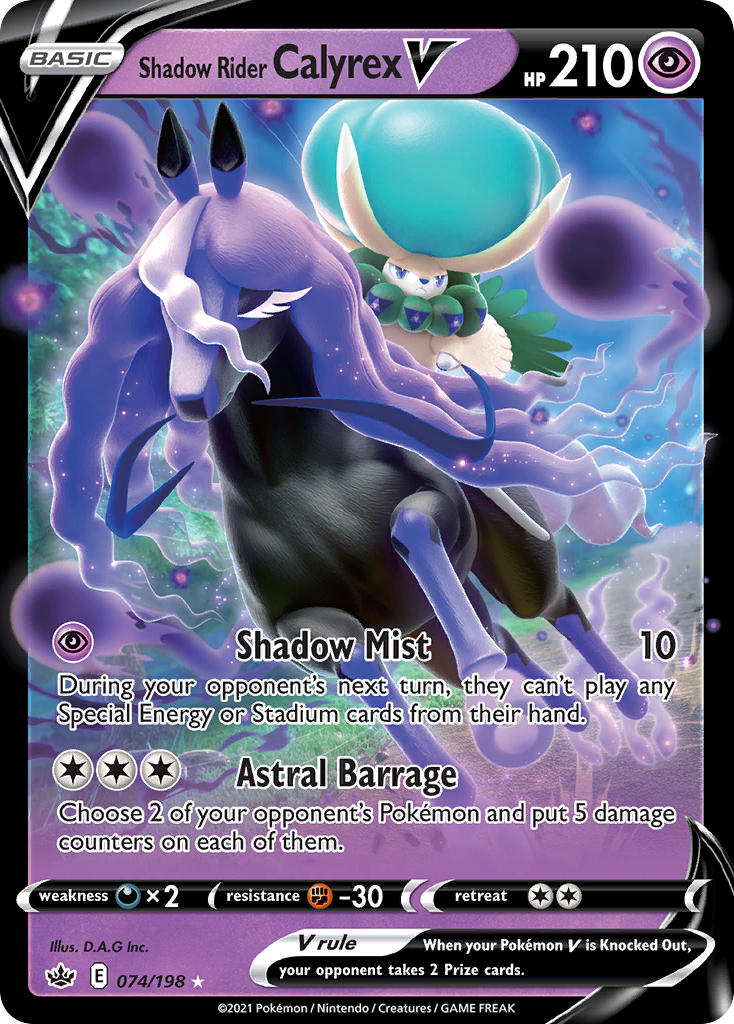 BASIC
Shadow Rider Calyrex V HP 210
Shadow Mist 10
During your opponent's next turn, they can't play any
Special Energy or Stadium cards from their hand.
Astral Barrage
Choose 2 of your opponent's Pokémon and put 5 damage
counters on each of them.
weakness ×2 resistance -30 retreat
Illus. D.A.G Inc.
V rule When your Pokémon V is Knocked Out,
your opponent takes 2 Prize cards.
E 074/198 ★
©2021 Pokémon / Nintendo / Creatures / GAME FREAK